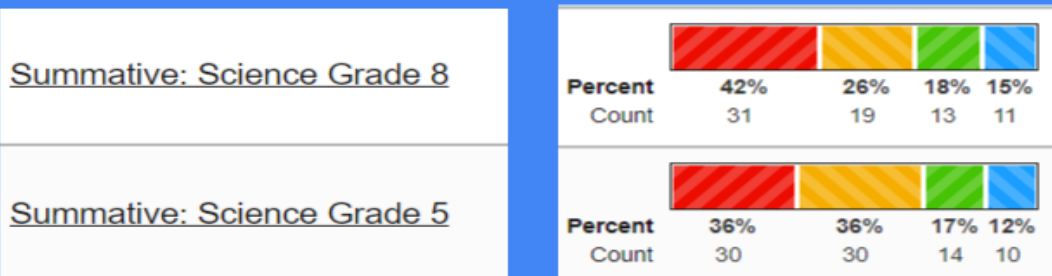 Summative: Science Grade 8
Percent 42% 26% 18% 15%
Count 31 19 13 11
Summative: Science Grade 5
Percent 36% 36% 17% 12%
Count 30 30 14 10